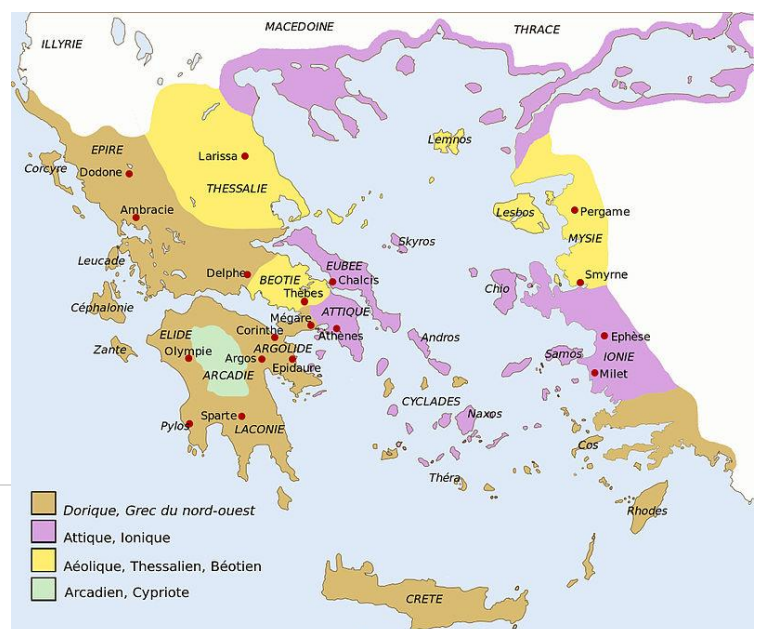 MACEDOINE
THRACE
ILLYRIE
Lemnos
EPIRE
Larissa
Corcyre
Dodone
THESSALIE
Ambracie
Lesbos
Pergame
MYSIE
Skyros
Leucade
Delphe
EUBEE
BEOTIE
Chalcis
Smyrne
Chio
Thèbes
Céphalonie
ATTIQUE
Mégare
Athènes
ELIDE
Corinthe
Andros
Ephèse
Zante
Olympie
ARGOLIDE
Argos
Epidaure
Samos
IONIE
ARCADIE
Milet
CYCLADES
Naxos
Sparte
Pylos
LACONIE
Cos
Théra
Rhodes
Dorique, Grec du nord-ouest
Attique, Ionique
Aéolique, Thessalien, Béotien
Arcadien, Cypriote
CRETE